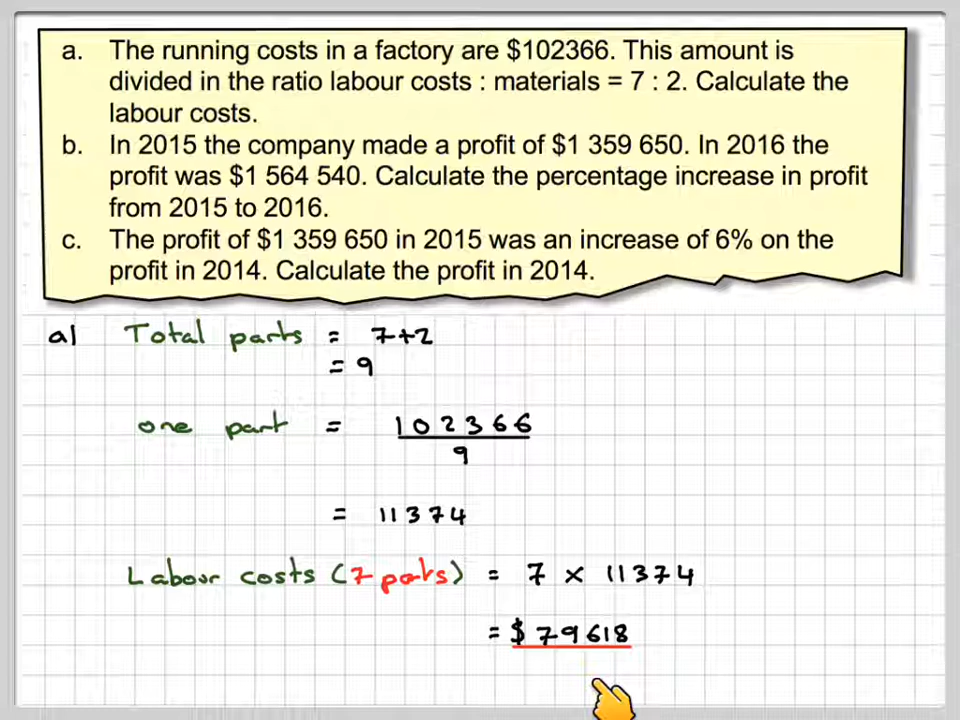 a. The running costs in a factory are $102366. This amount is
divided in the ratio labour costs : materials = 7 : 2. Calculate the
labour costs.
b. In 2015 the company made a profit of $1 359 650. In 2016 the
profit was $1 564 540. Calculate the percentage increase in profit
from 2015 to 2016.
c. The profit of $1 359 650 in 2015 was an increase of 6% on the
profit in 2014. Calculate the profit in 2014.
a) Total parts = 7+2
= 9
one part = 102366
9
= 11374
Labour costs (7 parts) = 7 × 11374
= $79618